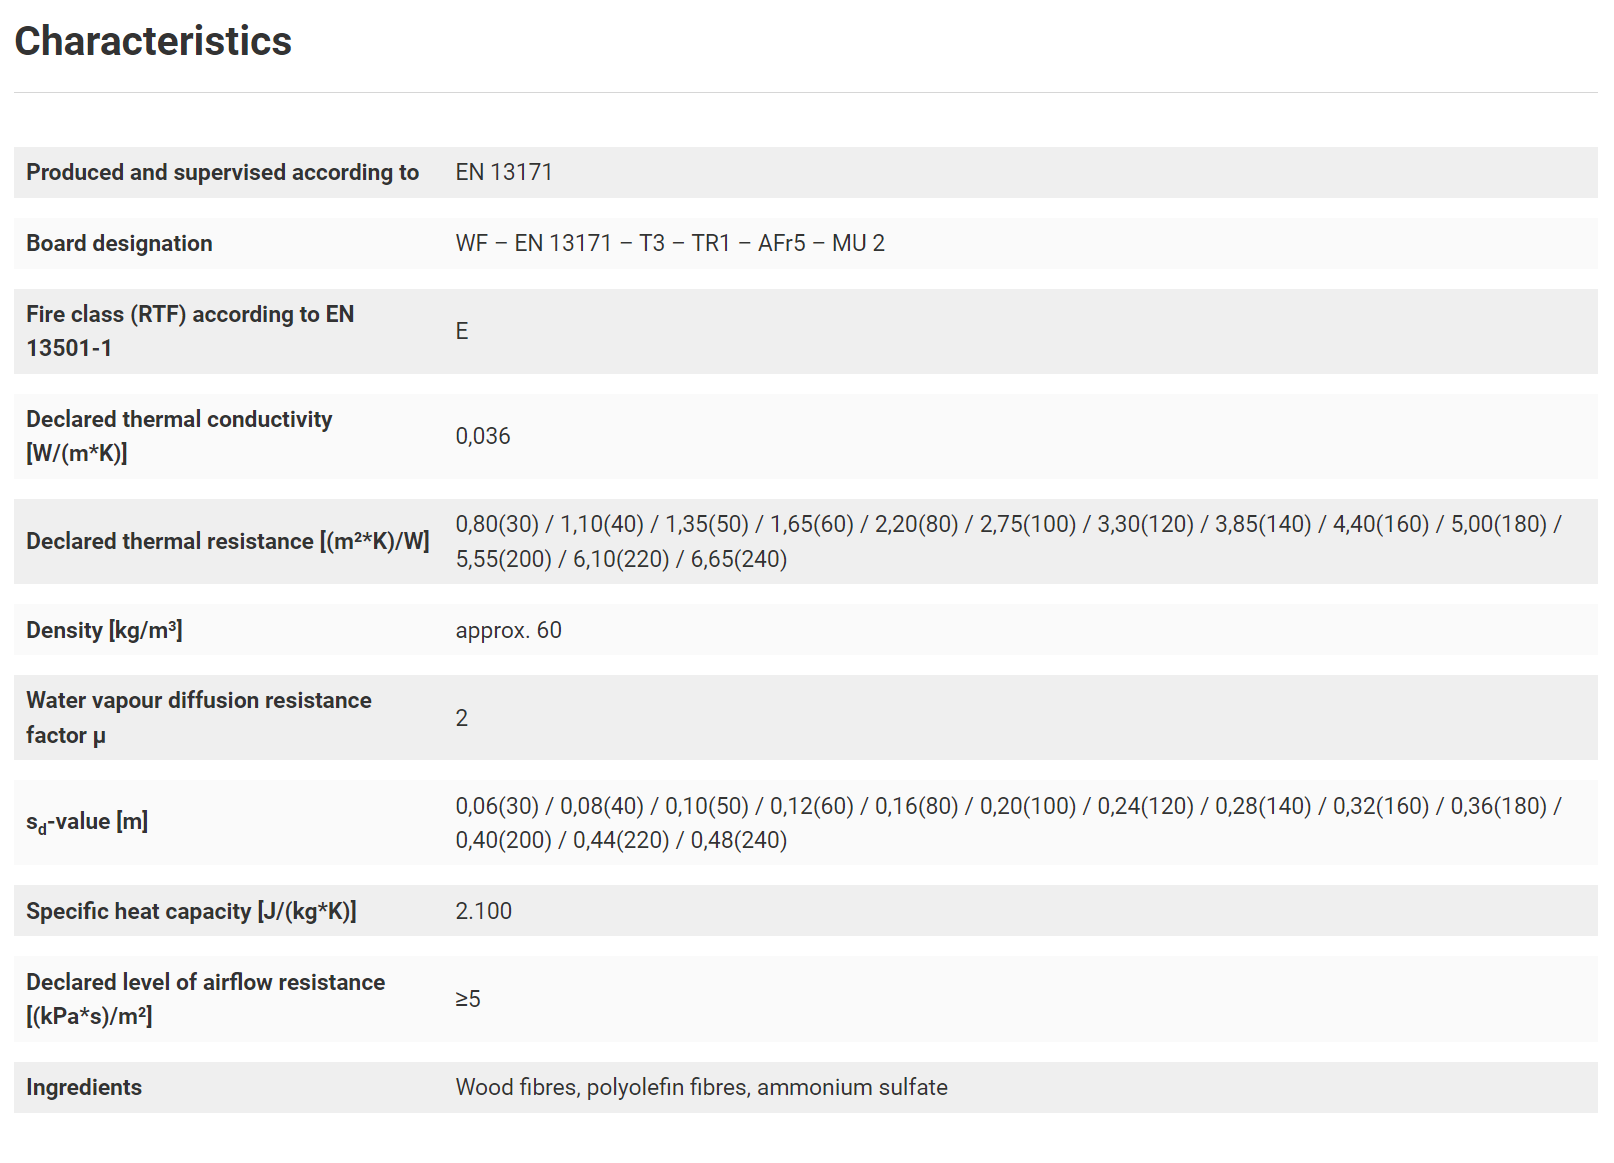 Characteristics
Produced and supervised according to
EN 13171
Board designation
WF – EN 13171 – T3 – TR1 – AFr5 – MU 2
Fire class (RTF) according to EN
13501-1
E
Declared thermal conductivity
[W/(m*K)]
0,036
Declared thermal resistance [(m²*K)/W]
0,80(30) / 1,10(40) / 1,35(50) / 1,65(60) / 2,20(80) / 2,75(100) / 3,30(120) / 3,85(140) / 4,40(160) / 5,00(180) /
5,55(200) / 6,10(220) / 6,65(240)
Density [kg/m³]
approx. 60
Water vapour diffusion resistance
factor µ
2
sd-value [m]
0,06(30) / 0,08(40) / 0,10(50) / 0,12(60) / 0,16(80) / 0,20(100) / 0,24(120) / 0,28(140) / 0,32(160) / 0,36(180) /
0,40(200) / 0,44(220) / 0,48(240)
Specific heat capacity [J/(kg*K)]
2.100
Declared level of airflow resistance
[(kPa*s)/m²]
≥5
Ingredients
Wood fibres, polyolefin fibres, ammonium sulfate